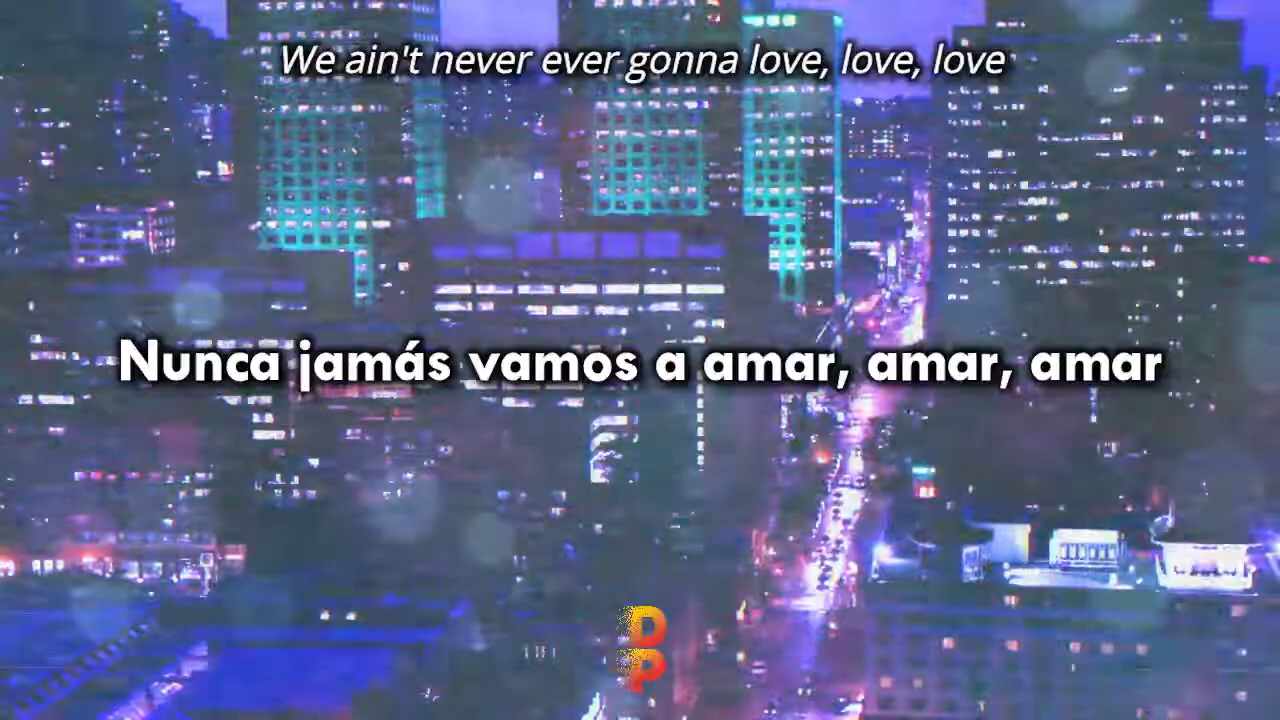 We ain't never ever gonna love, love, love
Nunca jamás vamos a amar, amar, amar